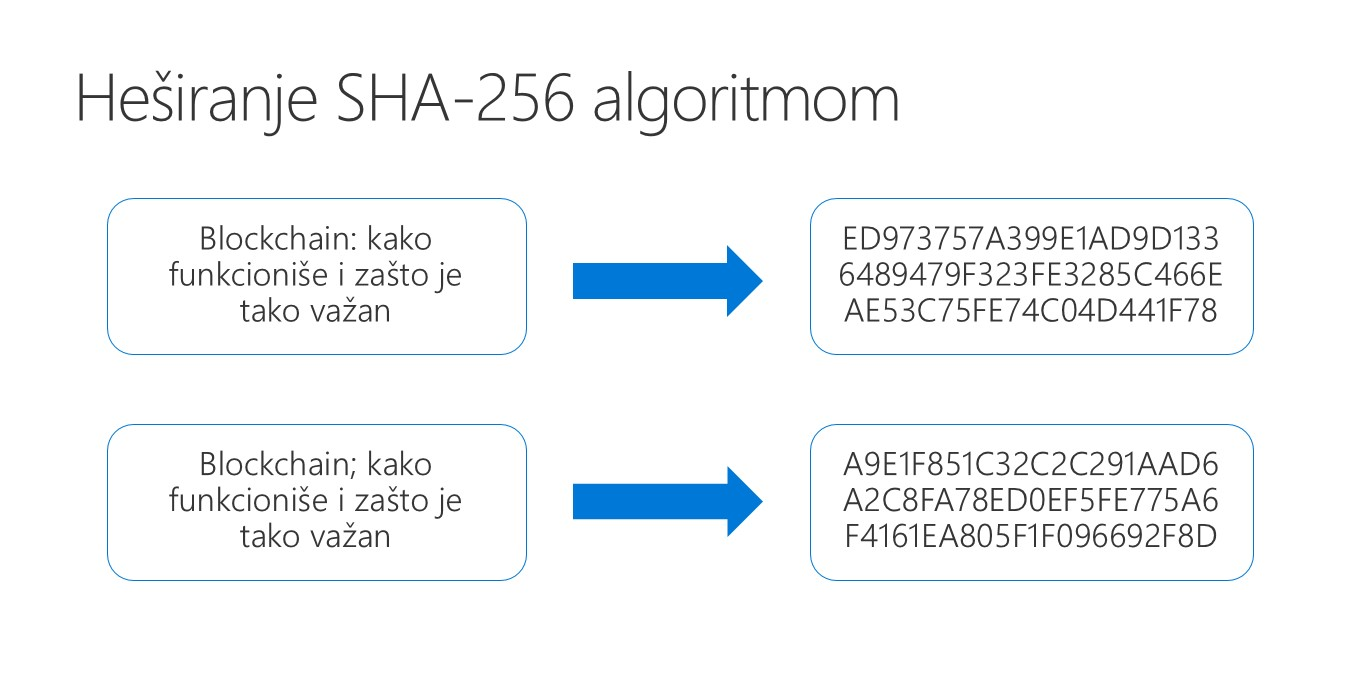 Heširanje SHA-256 algoritmom
Blockchain: kako
funkcioniše i zašto je
tako važan
ED973757A399E1AD9D133
6489479F323FE3285C466E
AE53C75FE74C04D441F78
Blockchain; kako
funkcioniše i zašto je
tako važan
A9E1F851C32C2C291AAD6
A2C8FA78ED0EF5FE775A6
F4161EA805F1F096692F8D